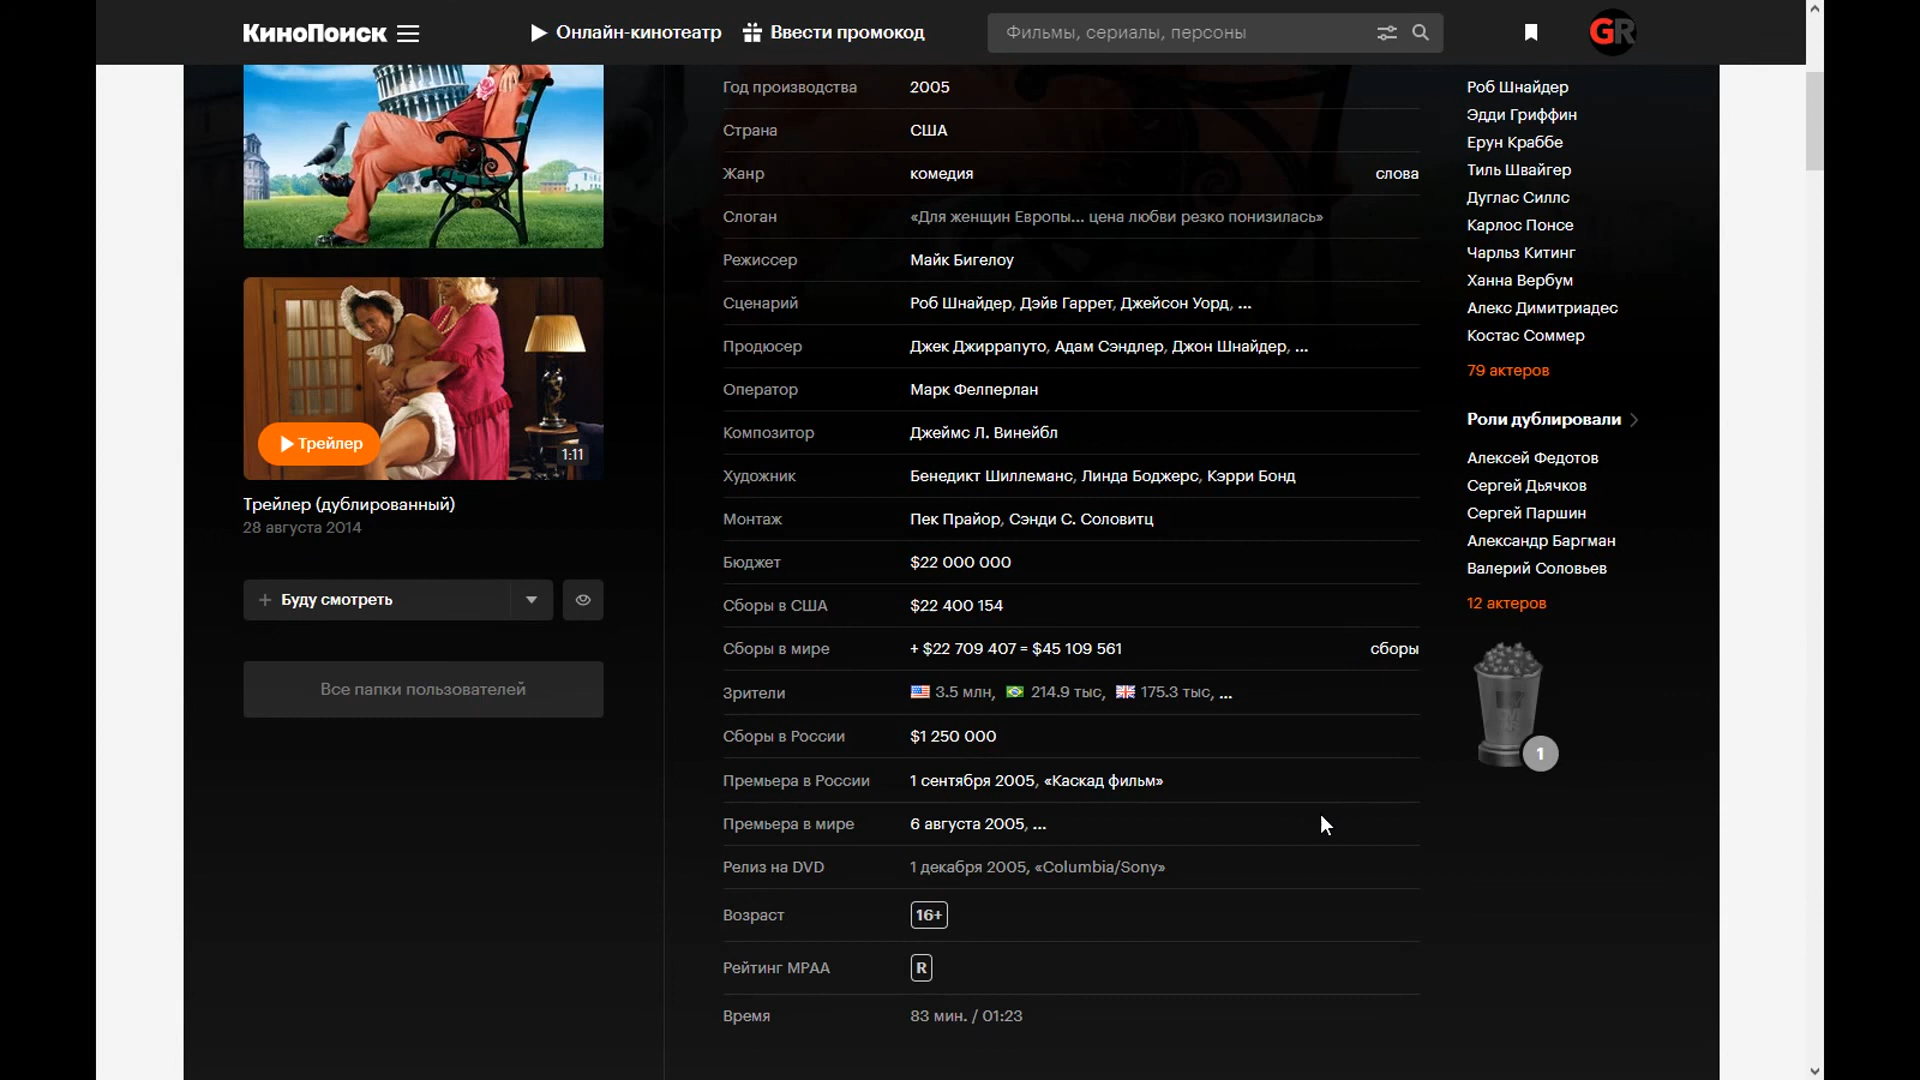 КиноПоиск
Онлайн-кинотеатр
Ввести промокод
Фильмы, сериалы, персоны
GR
Трейлер
1:11
Трейлер (дублированный)
28 августа 2014
Буду смотреть
Все папки пользователей
Год производства 2005
Страна США
Жанр комедия слова
Слоган «Для женщин Европы... цена любви резко понизилась»
Режиссер Майк Бигелоу
Сценарий Роб Шнайдер, Дэйв Гаррет, Джейсон Уорд, ...
Продюсер Джек Джиррапуто, Адам Сэндлер, Джон Шнайдер, ...
Оператор Марк Фелперлан
Композитор Джеймс Л. Винейбл
Художник Бенедикт Шиллеманс, Линда Боджерс, Кэрри Бонд
Монтаж Пек Прайор, Сэнди С. Соловитц
Бюджет $22 000 000
Сборы в США $22 400 154
Сборы в мире + $22 709 407 = $45 109 561 сборы
Зрители 3.5 млн, 214.9 тыс, 175.3 тыс, ...
Сборы в России $1 250 000
Премьера в России 1 сентября 2005, «Каскад фильм»
Премьера в мире 6 августа 2005, ...
Релиз на DVD 1 декабря 2005, «Columbia/Sony»
Возраст 16+
Рейтинг MPAA R
Время 83 мин. / 01:23
Роб Шнайдер
Эдди Гриффин
Ерун Краббе
Тиль Швайгер
Дуглас Силлс
Карлос Понсе
Чарльз Китинг
Ханна Вербум
Алекс Димитриадес
Костас Соммер
79 актеров
Роли дублировали
Алексей Федотов
Сергей Дьячков
Сергей Паршин
Александр Баргман
Валерий Соловьев
12 актеров
1